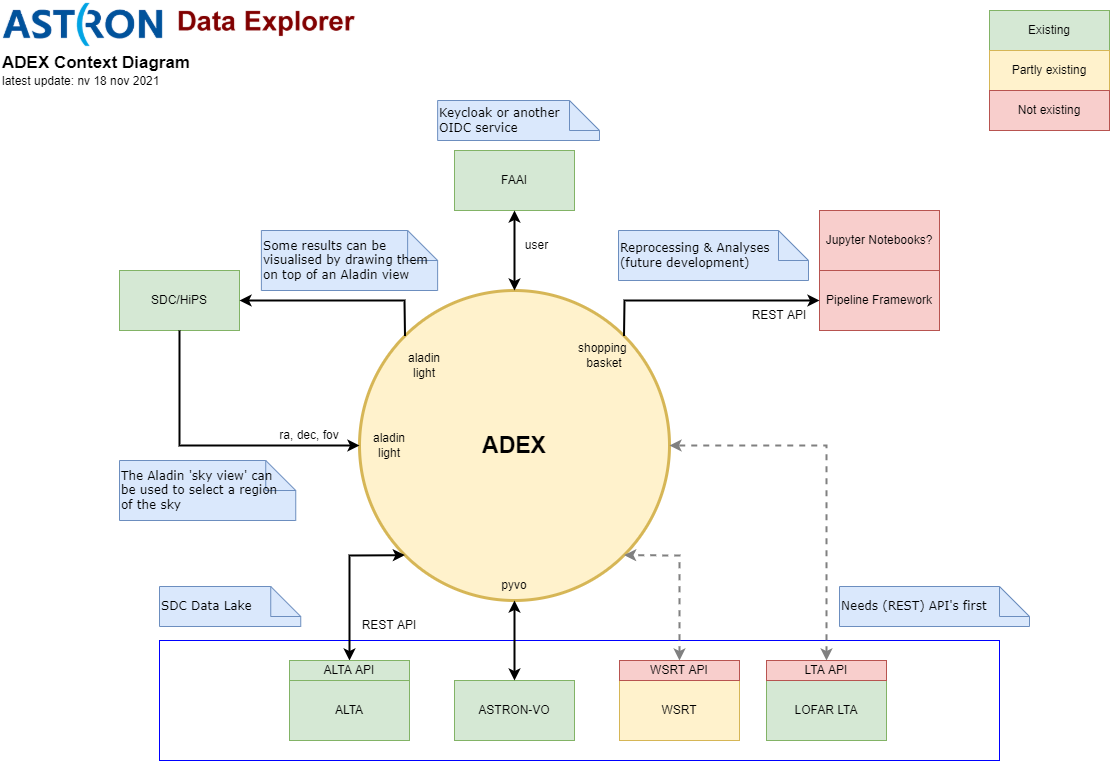 ASTRON Data Explorer
ADEX Context Diagram
latest update: nv 18 nov 2021
Existing
Partly existing
Not existing
Keycloak or another
OIDC service
FAAI
user
Some results can be
visualised by drawing them
on top of an Aladin view
Reprocessing & Analyses
(future development)
Jupyter Notebooks?
Pipeline Framework
REST API
SDC/HiPS
aladin
light
shopping
basket
ra, dec, fov
aladin
light
ADEX
The Aladin 'sky view' can
be used to select a region
of the sky
pyvo
SDC Data Lake
REST API
Needs (REST) API's first
ALTA API
ALTA
ASTRON-VO
WSRT API
WSRT
LTA API
LOFAR LTA